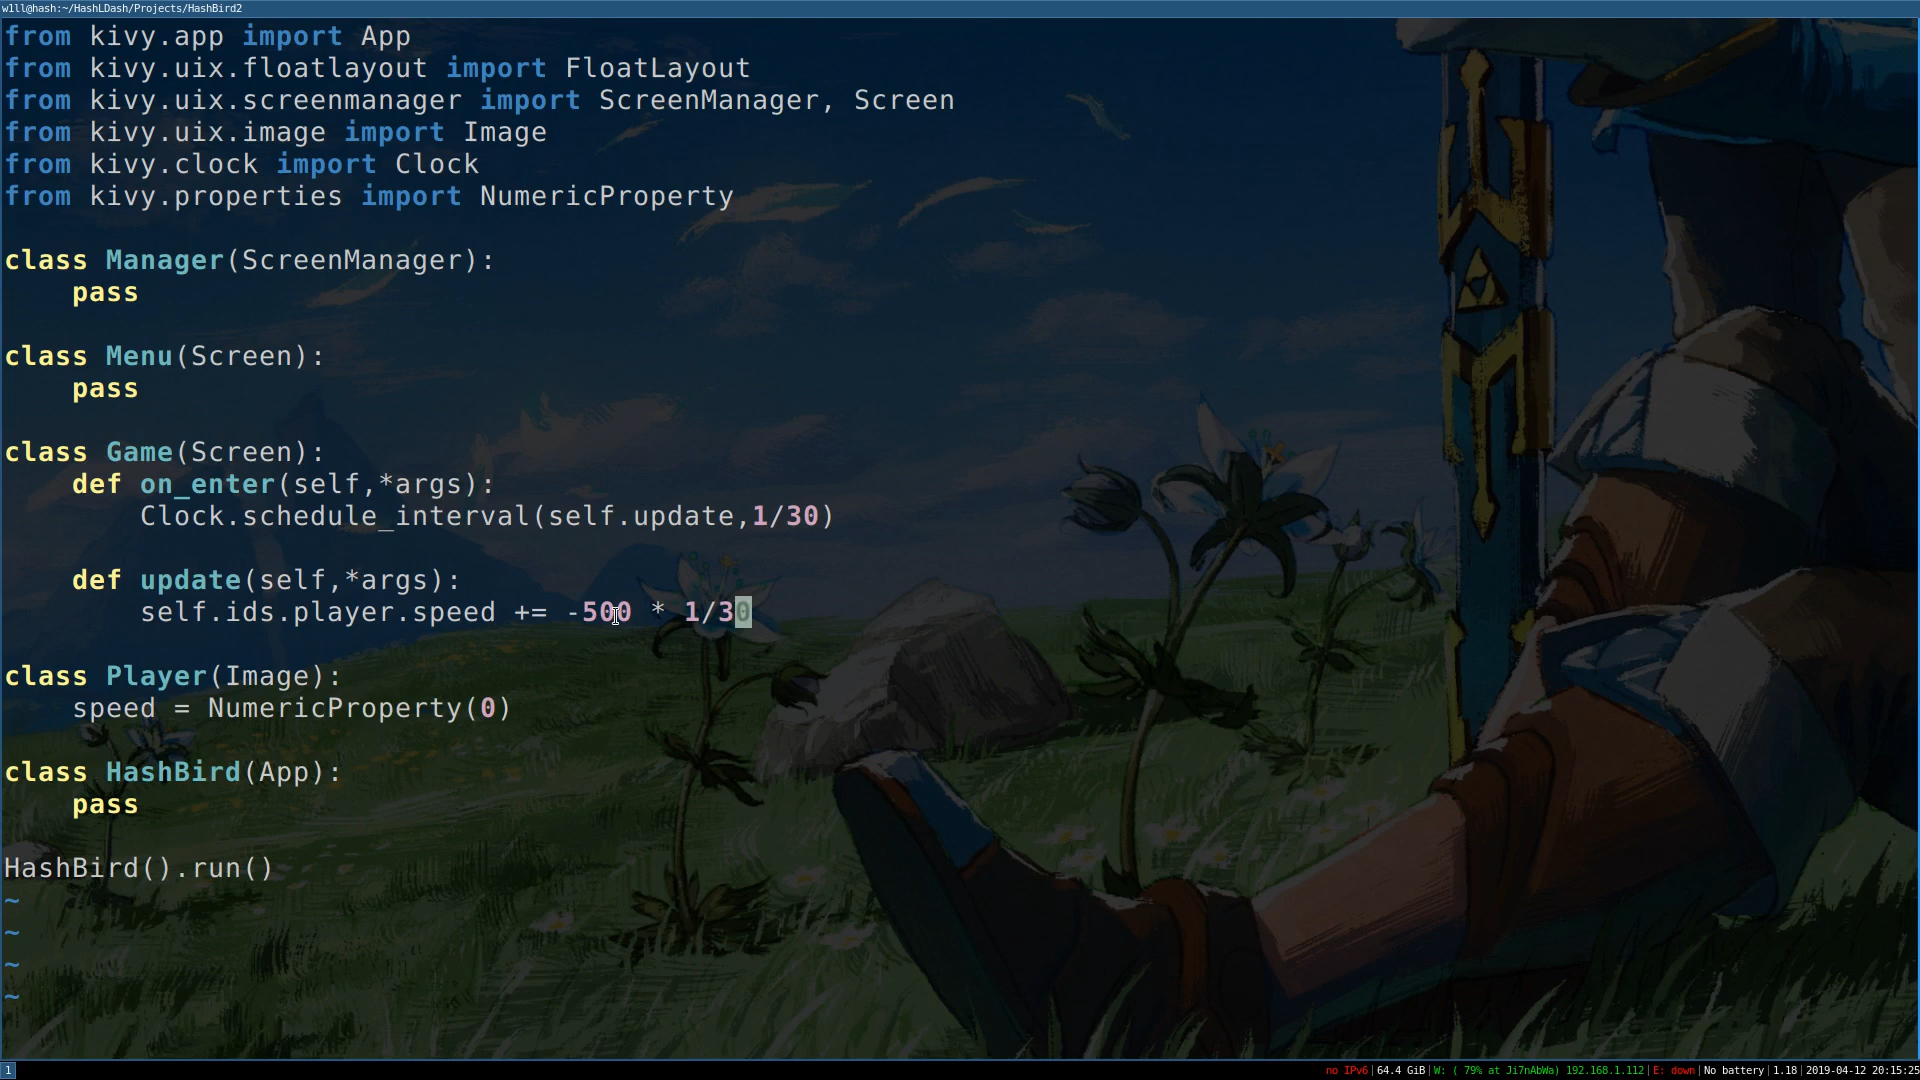 w1ll@hash:~/HashLDash/Projects/HashBird2
from kivy.app import App
from kivy.uix.floatlayout import FloatLayout
from kivy.uix.screenmanager import ScreenManager, Screen
from kivy.uix.image import Image
from kivy.clock import Clock
from kivy.properties import NumericProperty
class Manager(ScreenManager):
    pass
class Menu(Screen):
    pass
class Game(Screen):
    def on_enter(self,*args):
        Clock.schedule_interval(self.update,1/30)
    def update(self,*args):
        self.ids.player.speed += -500 * 1/30
class Player(Image):
    speed = NumericProperty(0)
class HashBird(App):
    pass
HashBird().run()
~
~
~
~
1 no IPv6|64.4 GiB|W: ( 79% at Ji7nAbWa) 192.168.1.112|E: down|No battery|1.18|2019-04-12 20:15:25